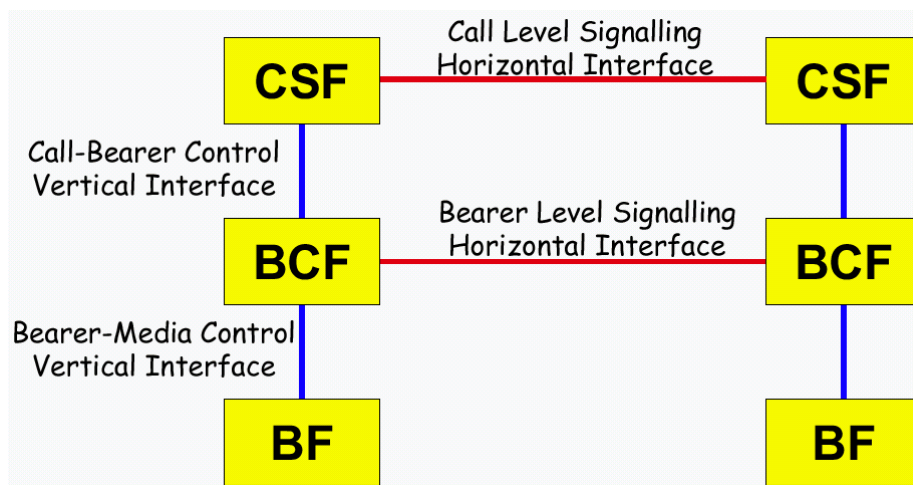 Call Level Signalling
Horizontal Interface
CSF
CSF
Call-Bearer Control
Vertical Interface
Bearer Level Signalling
Horizontal Interface
BCF
BCF
Bearer-Media Control
Vertical Interface
BF
BF